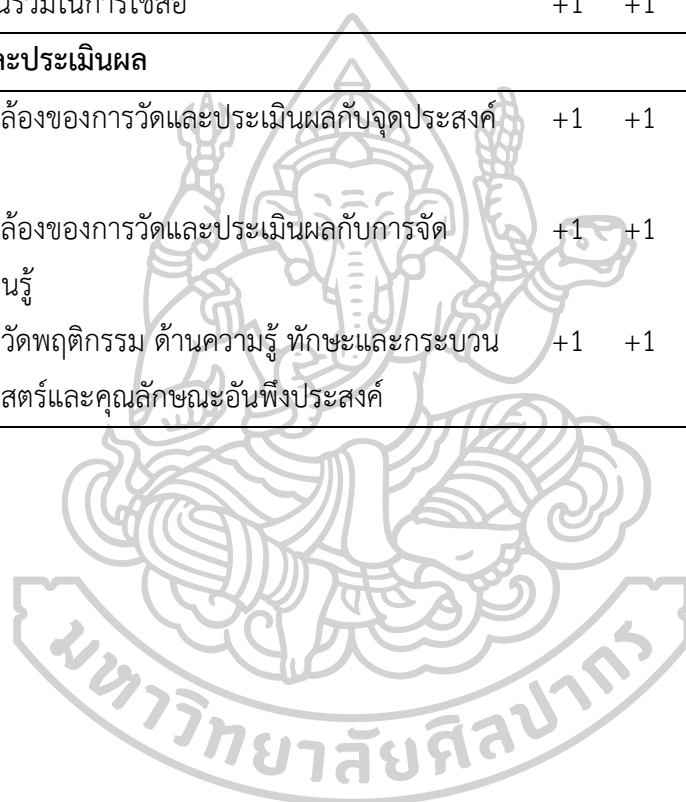 นร่วมในการใช้สื่อ +1 +1
ละประเมินผล
ล้องของการวัดและประเมินผลกับจุดประสงค์ +1 +1
ล้องของการวัดและประเมินผลกับการจัด +1 +1
นรู้
วัดพฤติกรรม ด้านความรู้ ทักษะและกระบวน +1 +1
สตร์และคุณลักษณะอันพึงประสงค์
มหาวิทยาลัยศิลปากร